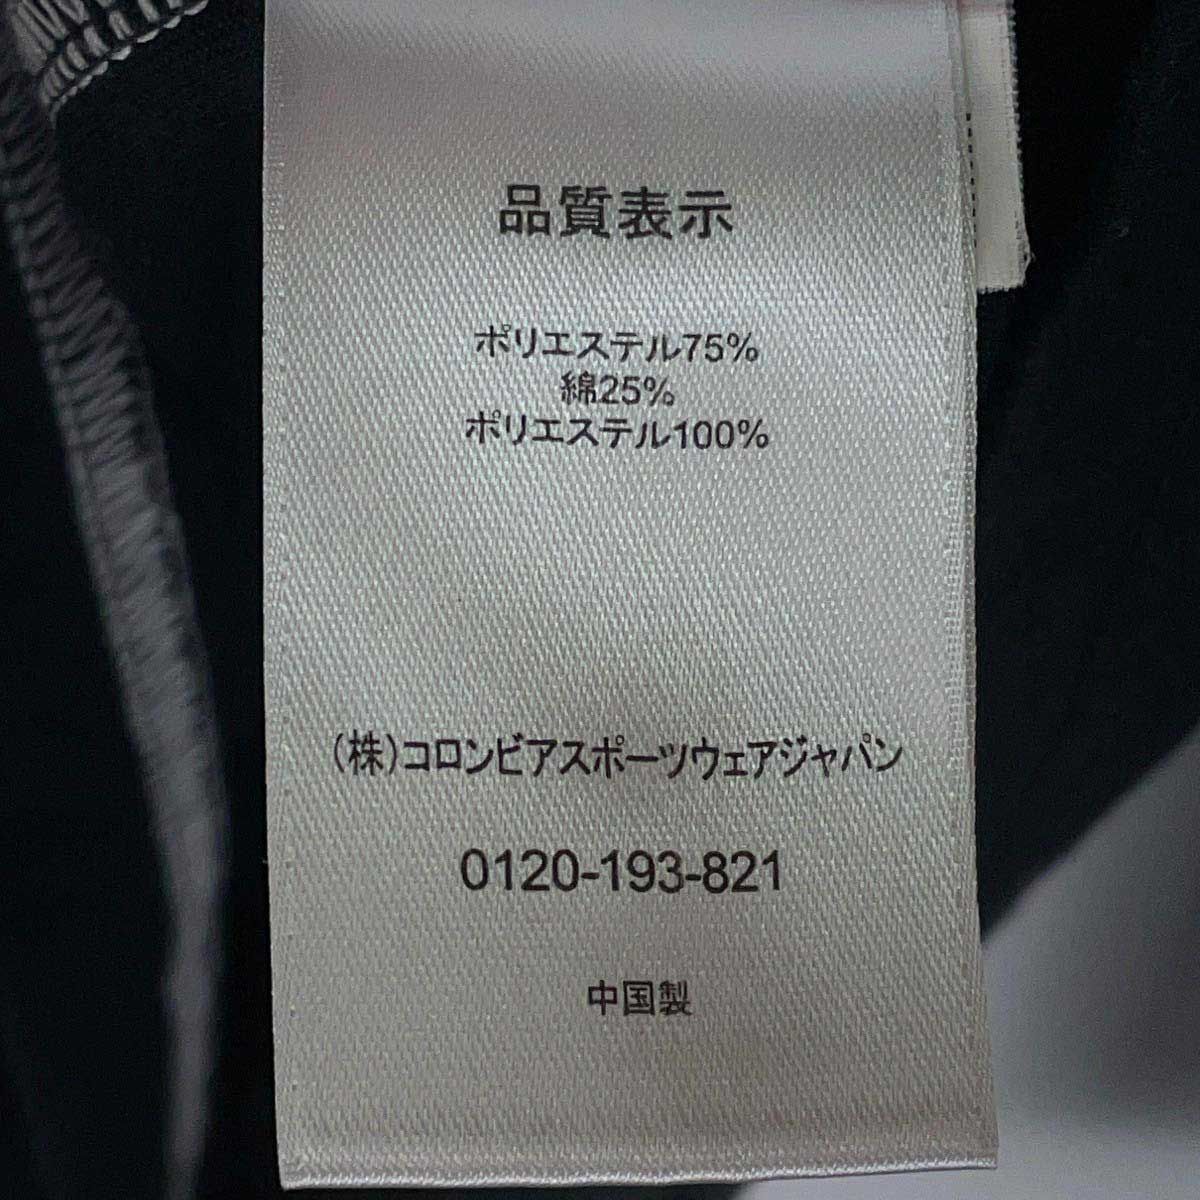 品質表示
ポリエステル75%
綿25%
ポリエステル100%
(株)コロンビアスポーツウェアジャパン
0120-193-821
中国製